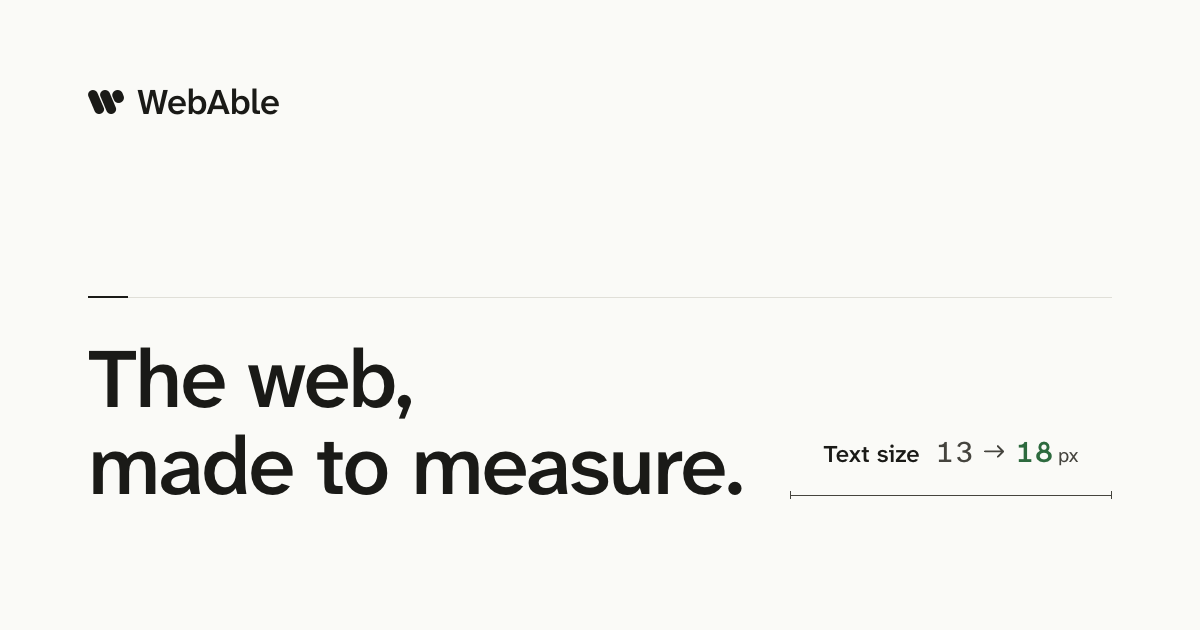 WebAble
The web,
made to measure.
Text size 13 → 18 px